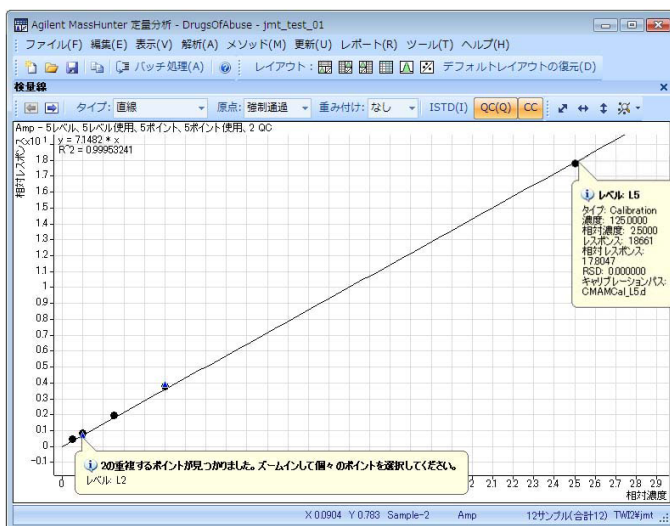 Agilent MassHunter 定量分析 - DrugsOfAbuse - jmt_test_01
ファイル(F) 編集(E) 表示(V) 解析(A) メソッド(M) 更新(U) レポート(R) ツール(T) ヘルプ(H)
バッチ処理(A) レイアウト: デフォルトレイアウトの復元(D)
検量線
タイプ: 直線 原点: 強制通過 重み付け: なし ISTD(I) QC(Q) CC
Amp - 5レベル、5レベル使用、5ポイント、5ポイント使用、2 QC
x10 1
y = 7.1482 * x
R^2 = 0.99953241
相対レスポンス
1.8
1.7
1.6
1.5
1.4
1.3
1.2
1.1
1
0.9
0.8
0.7
0.6
0.5
0.4
0.3
0.2
0.1
0
-0.1
レベル: L5
タイプ: Calibration
濃度: 125.0000
相対濃度: 2.5000
レスポンス: 18661
相対レスポンス:
17.8047
RSD: 0.000000
キャリブレーションパス:
CMAMCal_L5.d
2の重複するポイントが見つかりました。ズームインして個々のポイントを選択してください。
レベル: L2
0 2 2.1 2.2 2.3 2.4 2.5 2.6 2.7 2.8 2.9
相対濃度
X 0.0904 Y 0.783 Sample-2 Amp 12サンプル(合計12) TWI2¥jmt